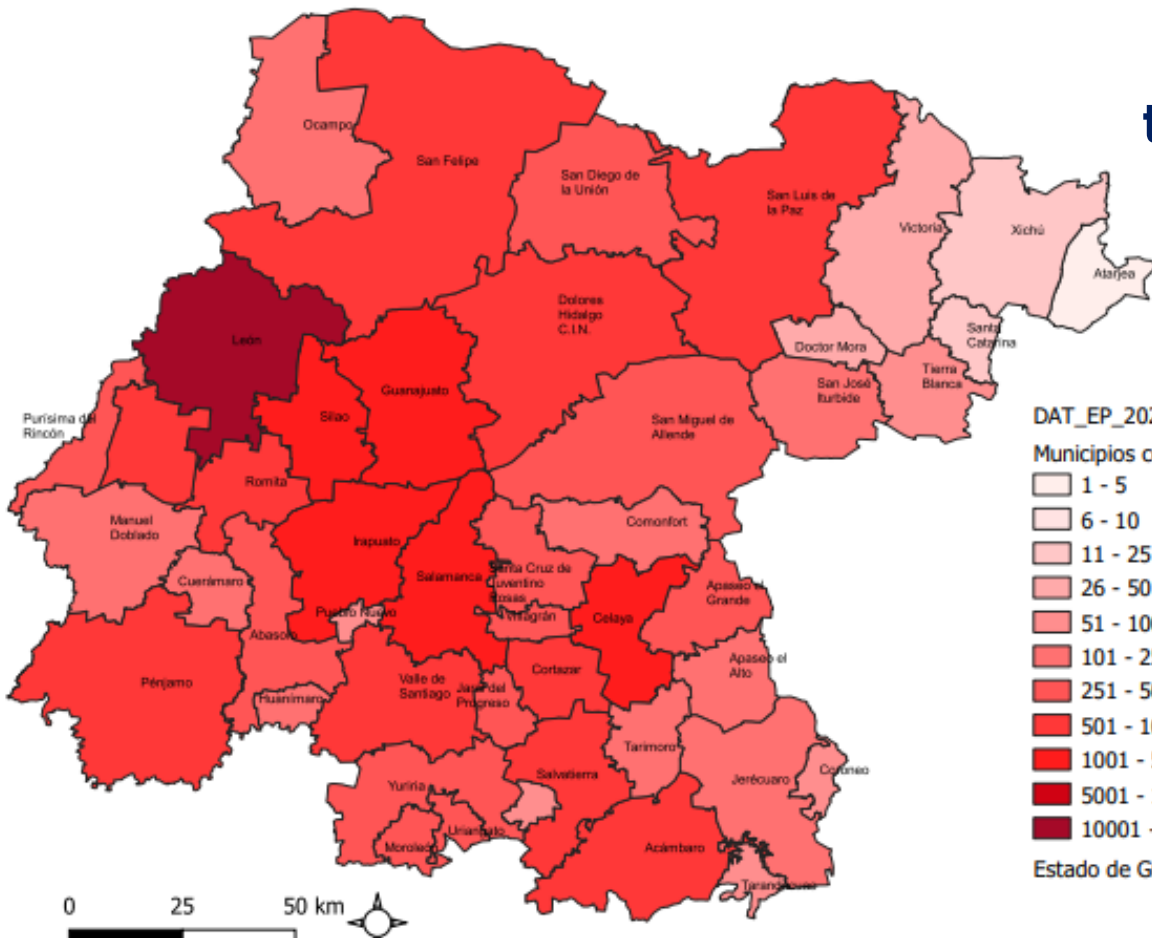 t
Ocampo
San Felipe
San Diego de
la Unión
San Luis de
la Paz
Victoria
Xichú
Atarjea
León
Dolores
Hidalgo
C.I.N.
Doctor Mora
Santa
Catarina
Tierra
Blanca
San José
Iturbide
Guanajuato
Silao
San Miguel de
Allende
Purísima del
Rincón
Romita
Manuel
Doblado
Irapuato
Comonfort
Cuerámaro
Salamanca
Santa Cruz de
Juventino
Rosas
Apaseo el
Grande
Pueblo Nuevo
Villagrán
Celaya
Abasolo
Pénjamo
Valle de
Santiago
Jaral del
Progreso
Cortazar
Apaseo el
Alto
Huanímaro
Tarimoro
Jerécuaro
Coroneo
Yuriria
Salvatierra
Moroleón
Uriangato
Acámbaro
Tarandacuao
DAT_EP_202
Municipios c
1 - 5
6 - 10
11 - 25
26 - 50
51 - 10
101 - 2
251 - 50
501 - 10
1001 - 5
5001 -
10001 -
Estado de G
0 25 50 km